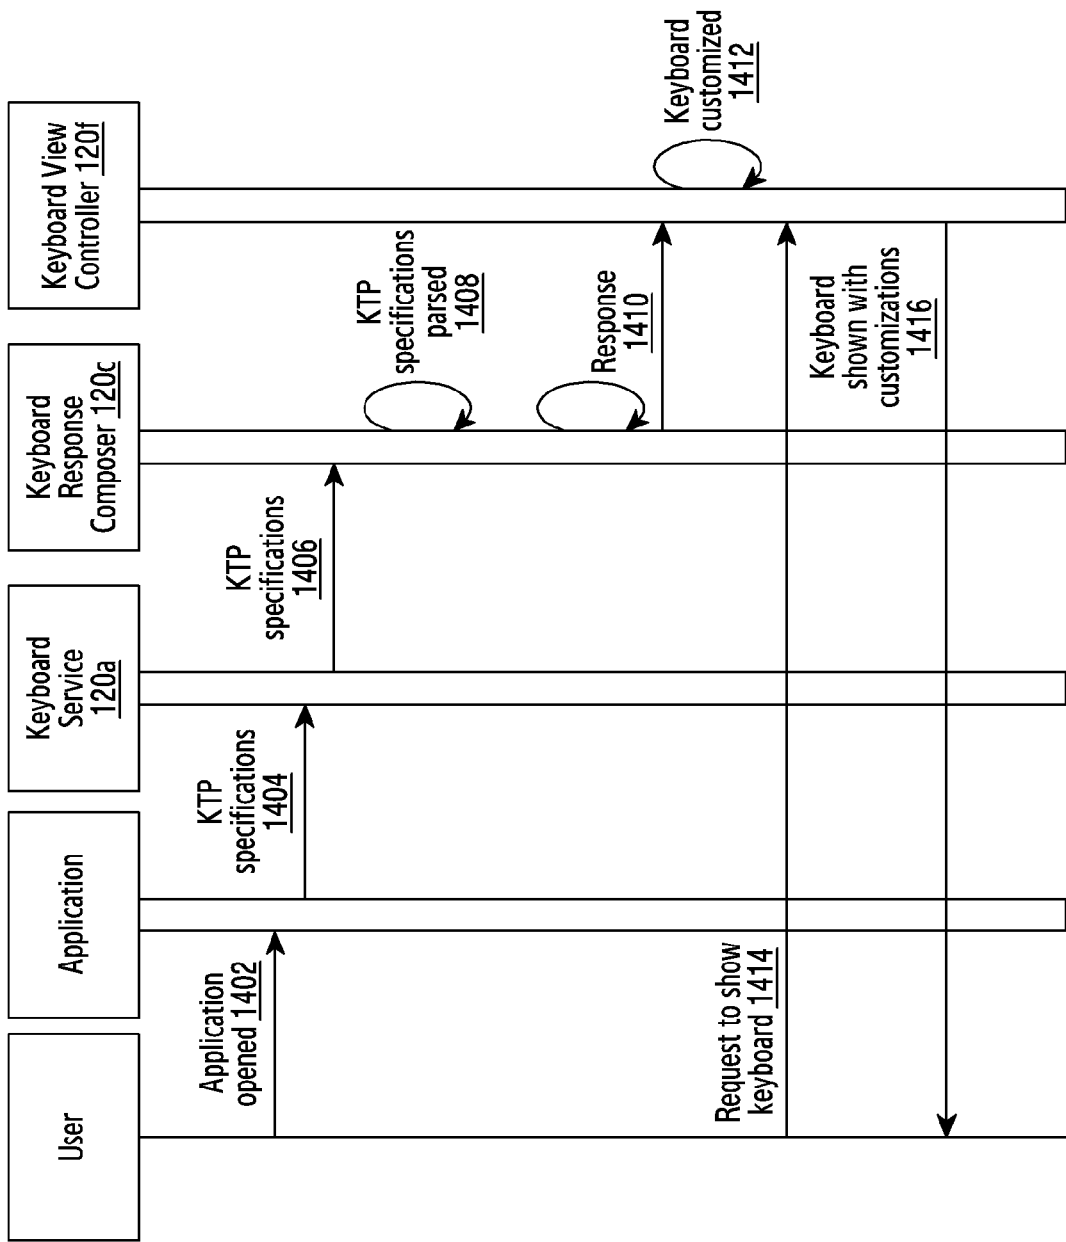 User
Application
Keyboard
Service
120a
Keyboard
Response
Composer 120c
Keyboard View
Controller 120f
Application
opened 1402
KTP
specifications
1404
KTP
specifications
1406
KTP
specifications
parsed
1408
Response
1410
Keyboard
customized
1412
Request to show
keyboard 1414
Keyboard
shown with
customizations
1416